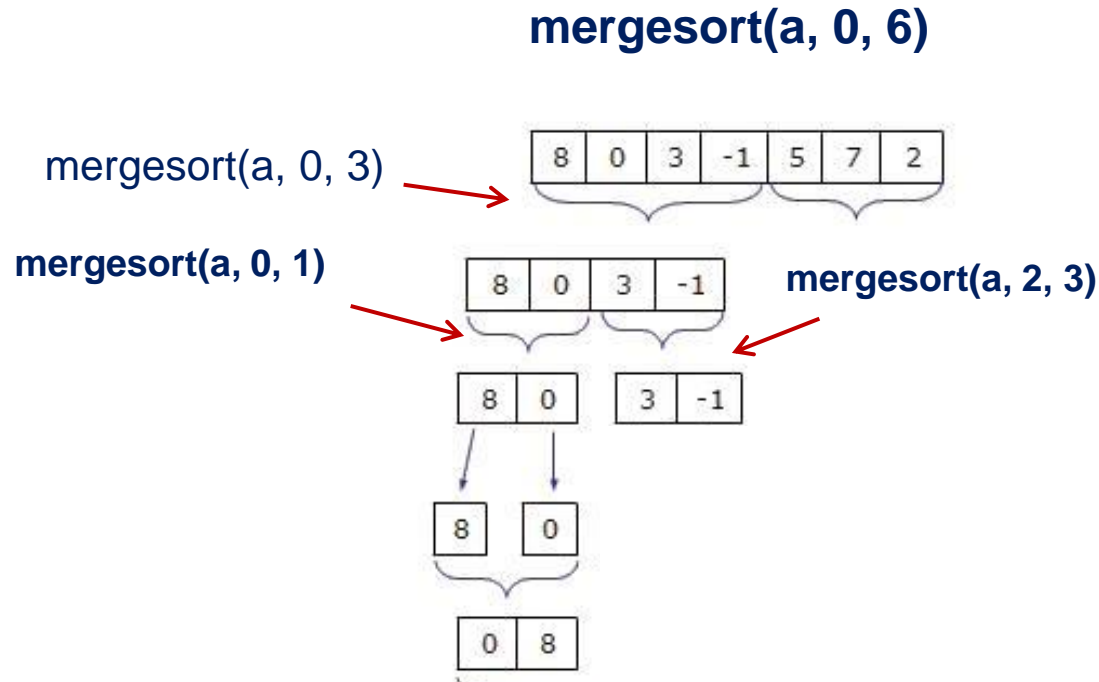 mergesort(a, 0, 6)
mergesort(a, 0, 3)
8 0 3 -1 5 7 2
mergesort(a, 0, 1)
8 0 3 -1
mergesort(a, 2, 3)
8 0
3 -1
8
0
0 8